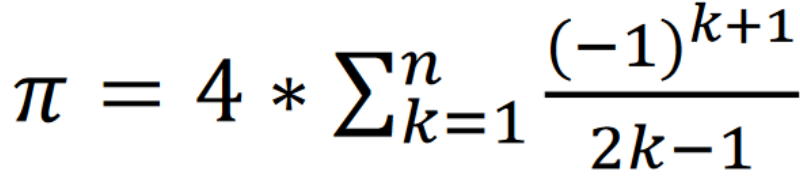 π = 4 * ∑ₖ₌₁ⁿ (−1)ᵏ⁺¹ / 2k−1